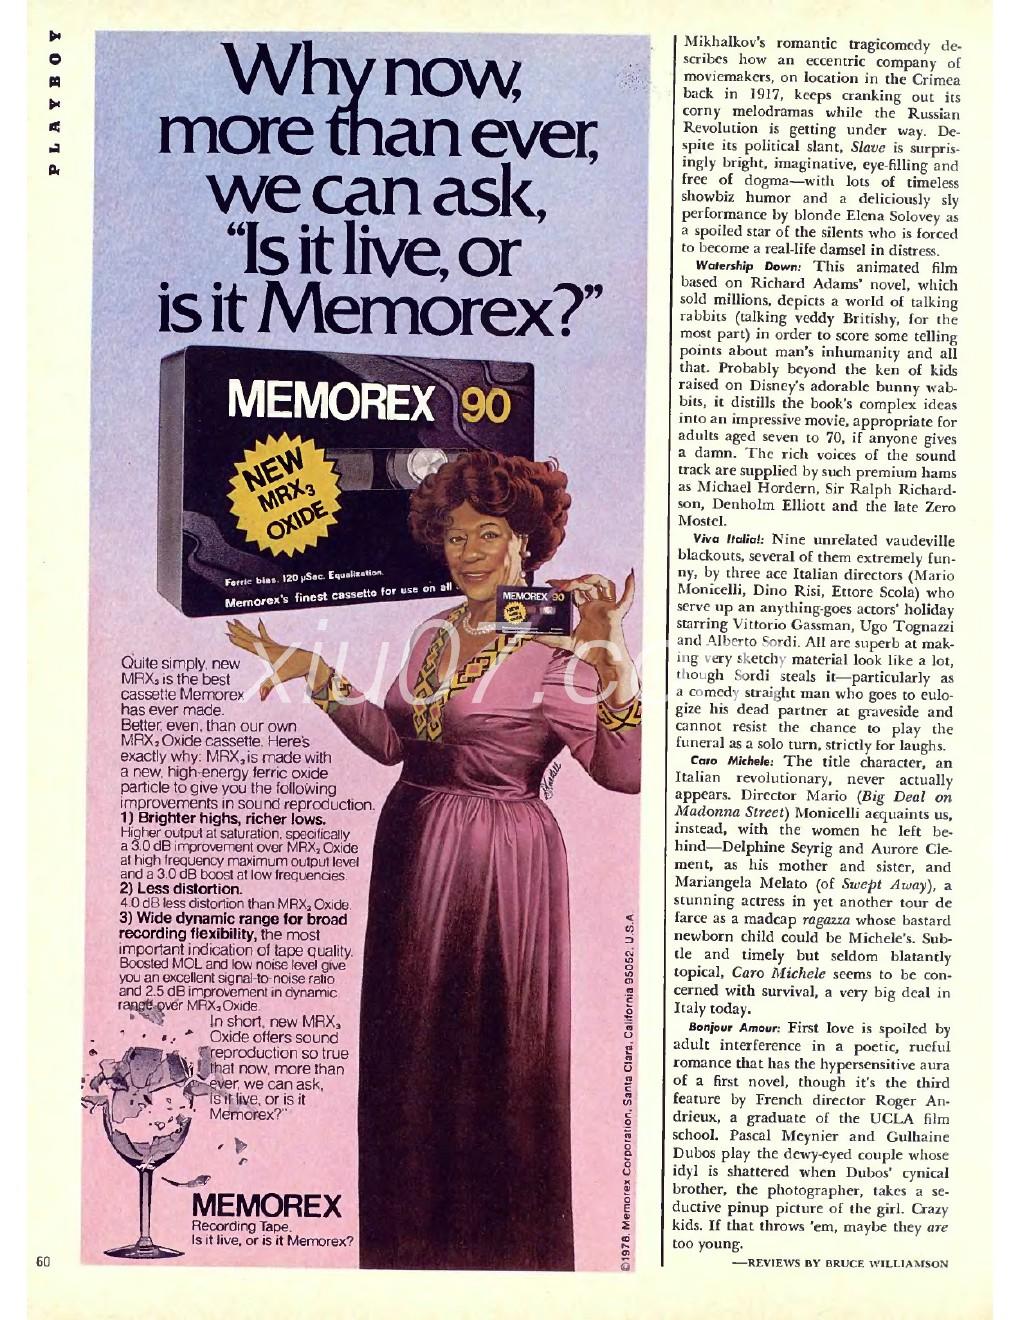 PLAYBOY
Why now,
more than ever,
we can ask,
"Is it live, or
is it Memorex?"
MEMOREX 90
NEW
MRX3
OXIDE
Ferric bias. 120 µSec. Equalization.
Memorex's finest cassette for use on all
MEMOREX 90
xiu07.co
Quite simply, new
MRX3 is the best
cassette Memorex
has ever made.
Better, even, than our own
MRX2 Oxide cassette. Here's
exactly why: MRX3 is made with
a new, high-energy ferric oxide
particle to give you the following
improvements in sound reproduction.
1) Brighter highs, richer lows.
Higher output at saturation, specifically
a 3.0 dB improvement over MRX2 Oxide
at high frequency maximum output level
and a 3.0 dB boost at low frequencies.
2) Less distortion.
4.0 dB less distortion than MRX2 Oxide.
3) Wide dynamic range for broad
recording flexibility, the most
important indication of tape quality.
Boosted MOL and low noise level give
you an excellent signal-to-noise ratio
and 2.5 dB improvement in dynamic
range over MRX2 Oxide.
In short, new MRX3
Oxide offers sound
reproduction so true
that now, more than
ever, we can ask,
"Is it live, or is it
Memorex?"
MEMOREX
Recording Tape.
Is it live, or is it Memorex?
©1978, Memorex Corporation, Santa Clara, California 95052, U.S.A.
60
Mikhalkov's romantic tragicomedy de-
scribes how an eccentric company of
moviemakers, on location in the Crimea
back in 1917, keeps cranking out its
corny melodramas while the Russian
Revolution is getting under way. De-
spite its political slant, Slave is surpris-
ingly bright, imaginative, eye-filling and
free of dogma—with lots of timeless
showbiz humor and a deliciously sly
performance by blonde Elena Solovey as
a spoiled star of the silents who is forced
to become a real-life damsel in distress.
Watership Down: This animated film
based on Richard Adams' novel, which
sold millions, depicts a world of talking
rabbits (talking veddy Britishy, for the
most part) in order to score some telling
points about man's inhumanity and all
that. Probably beyond the ken of kids
raised on Disney's adorable bunny wab-
bits, it distills the book's complex ideas
into an impressive movie, appropriate for
adults aged seven to 70, if anyone gives
a damn. The rich voices of the sound
track are supplied by such premium hams
as Michael Hordern, Sir Ralph Richard-
son, Denholm Elliott and the late Zero
Mostel.
Viva Italia!: Nine unrelated vaudeville
blackouts, several of them extremely fun-
ny, by three ace Italian directors (Mario
Monicelli, Dino Risi, Ettore Scola) who
serve up an anything-goes actors' holiday
starring Vittorio Gassman, Ugo Tognazzi
and Alberto Sordi. All are superb at mak-
ing very sketchy material look like a lot,
though Sordi steals it—particularly as
a comedy straight man who goes to eulo-
gize his dead partner at graveside and
cannot resist the chance to play the
funeral as a solo turn, strictly for laughs.
Caro Michele: The title character, an
Italian revolutionary, never actually
appears. Director Mario (Big Deal on
Madonna Street) Monicelli acquaints us,
instead, with the women he left be-
hind—Delphine Seyrig and Aurore Cle-
ment, as his mother and sister, and
Mariangela Melato (of Swept Away), a
stunning actress in yet another tour de
farce as a madcap ragazza whose bastard
newborn child could be Michele's. Sub-
tle and timely but seldom blatantly
topical, Caro Michele seems to be con-
cerned with survival, a very big deal in
Italy today.
Bonjour Amour: First love is spoiled by
adult interference in a poetic, rueful
romance that has the hypersensitive aura
of a first novel, though it's the third
feature by French director Roger An-
drieux, a graduate of the UCLA film
school. Pascal Meynier and Gulhaine
Dubos play the dewy-eyed couple whose
idyl is shattered when Dubos' cynical
brother, the photographer, takes a se-
ductive pinup picture of the girl. Crazy
kids. If that throws 'em, maybe they are
too young.
—REVIEWS BY BRUCE WILLIAMSON